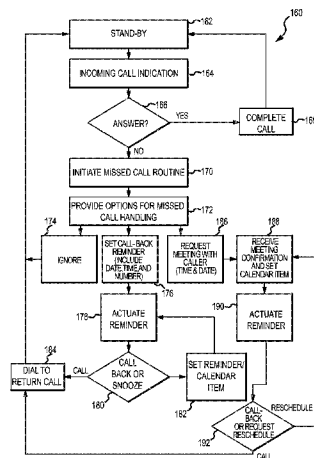 160
162
STAND-BY
INCOMING CALL INDICATION
164
166
ANSWER?
YES
COMPLETE
CALL
168
NO
INITIATE MISSED CALL ROUTINE
170
PROVIDE OPTIONS FOR MISSED
CALL HANDLING
172
174
IGNORE
SET CALL-BACK
REMINDER
(INCLUDE
DATE,TIME AND
NUMBER)
176
186
REQUEST
MEETING WITH
CALLER
(TIME & DATE)
188
RECEIVE
MEETING
CONFIRMATION
AND SET
CALENDAR ITEM
178
ACTUATE
REMINDER
190
ACTUATE
REMINDER
184
DIAL TO
RETURN CALL
CALL
CALL
BACK OR
SNOOZE
180
SET REMINDER/
CALENDAR
ITEM
182
RESCHEDULE
CALL-
BACK
OR REQUEST
RESCHEDULE
192
CALL